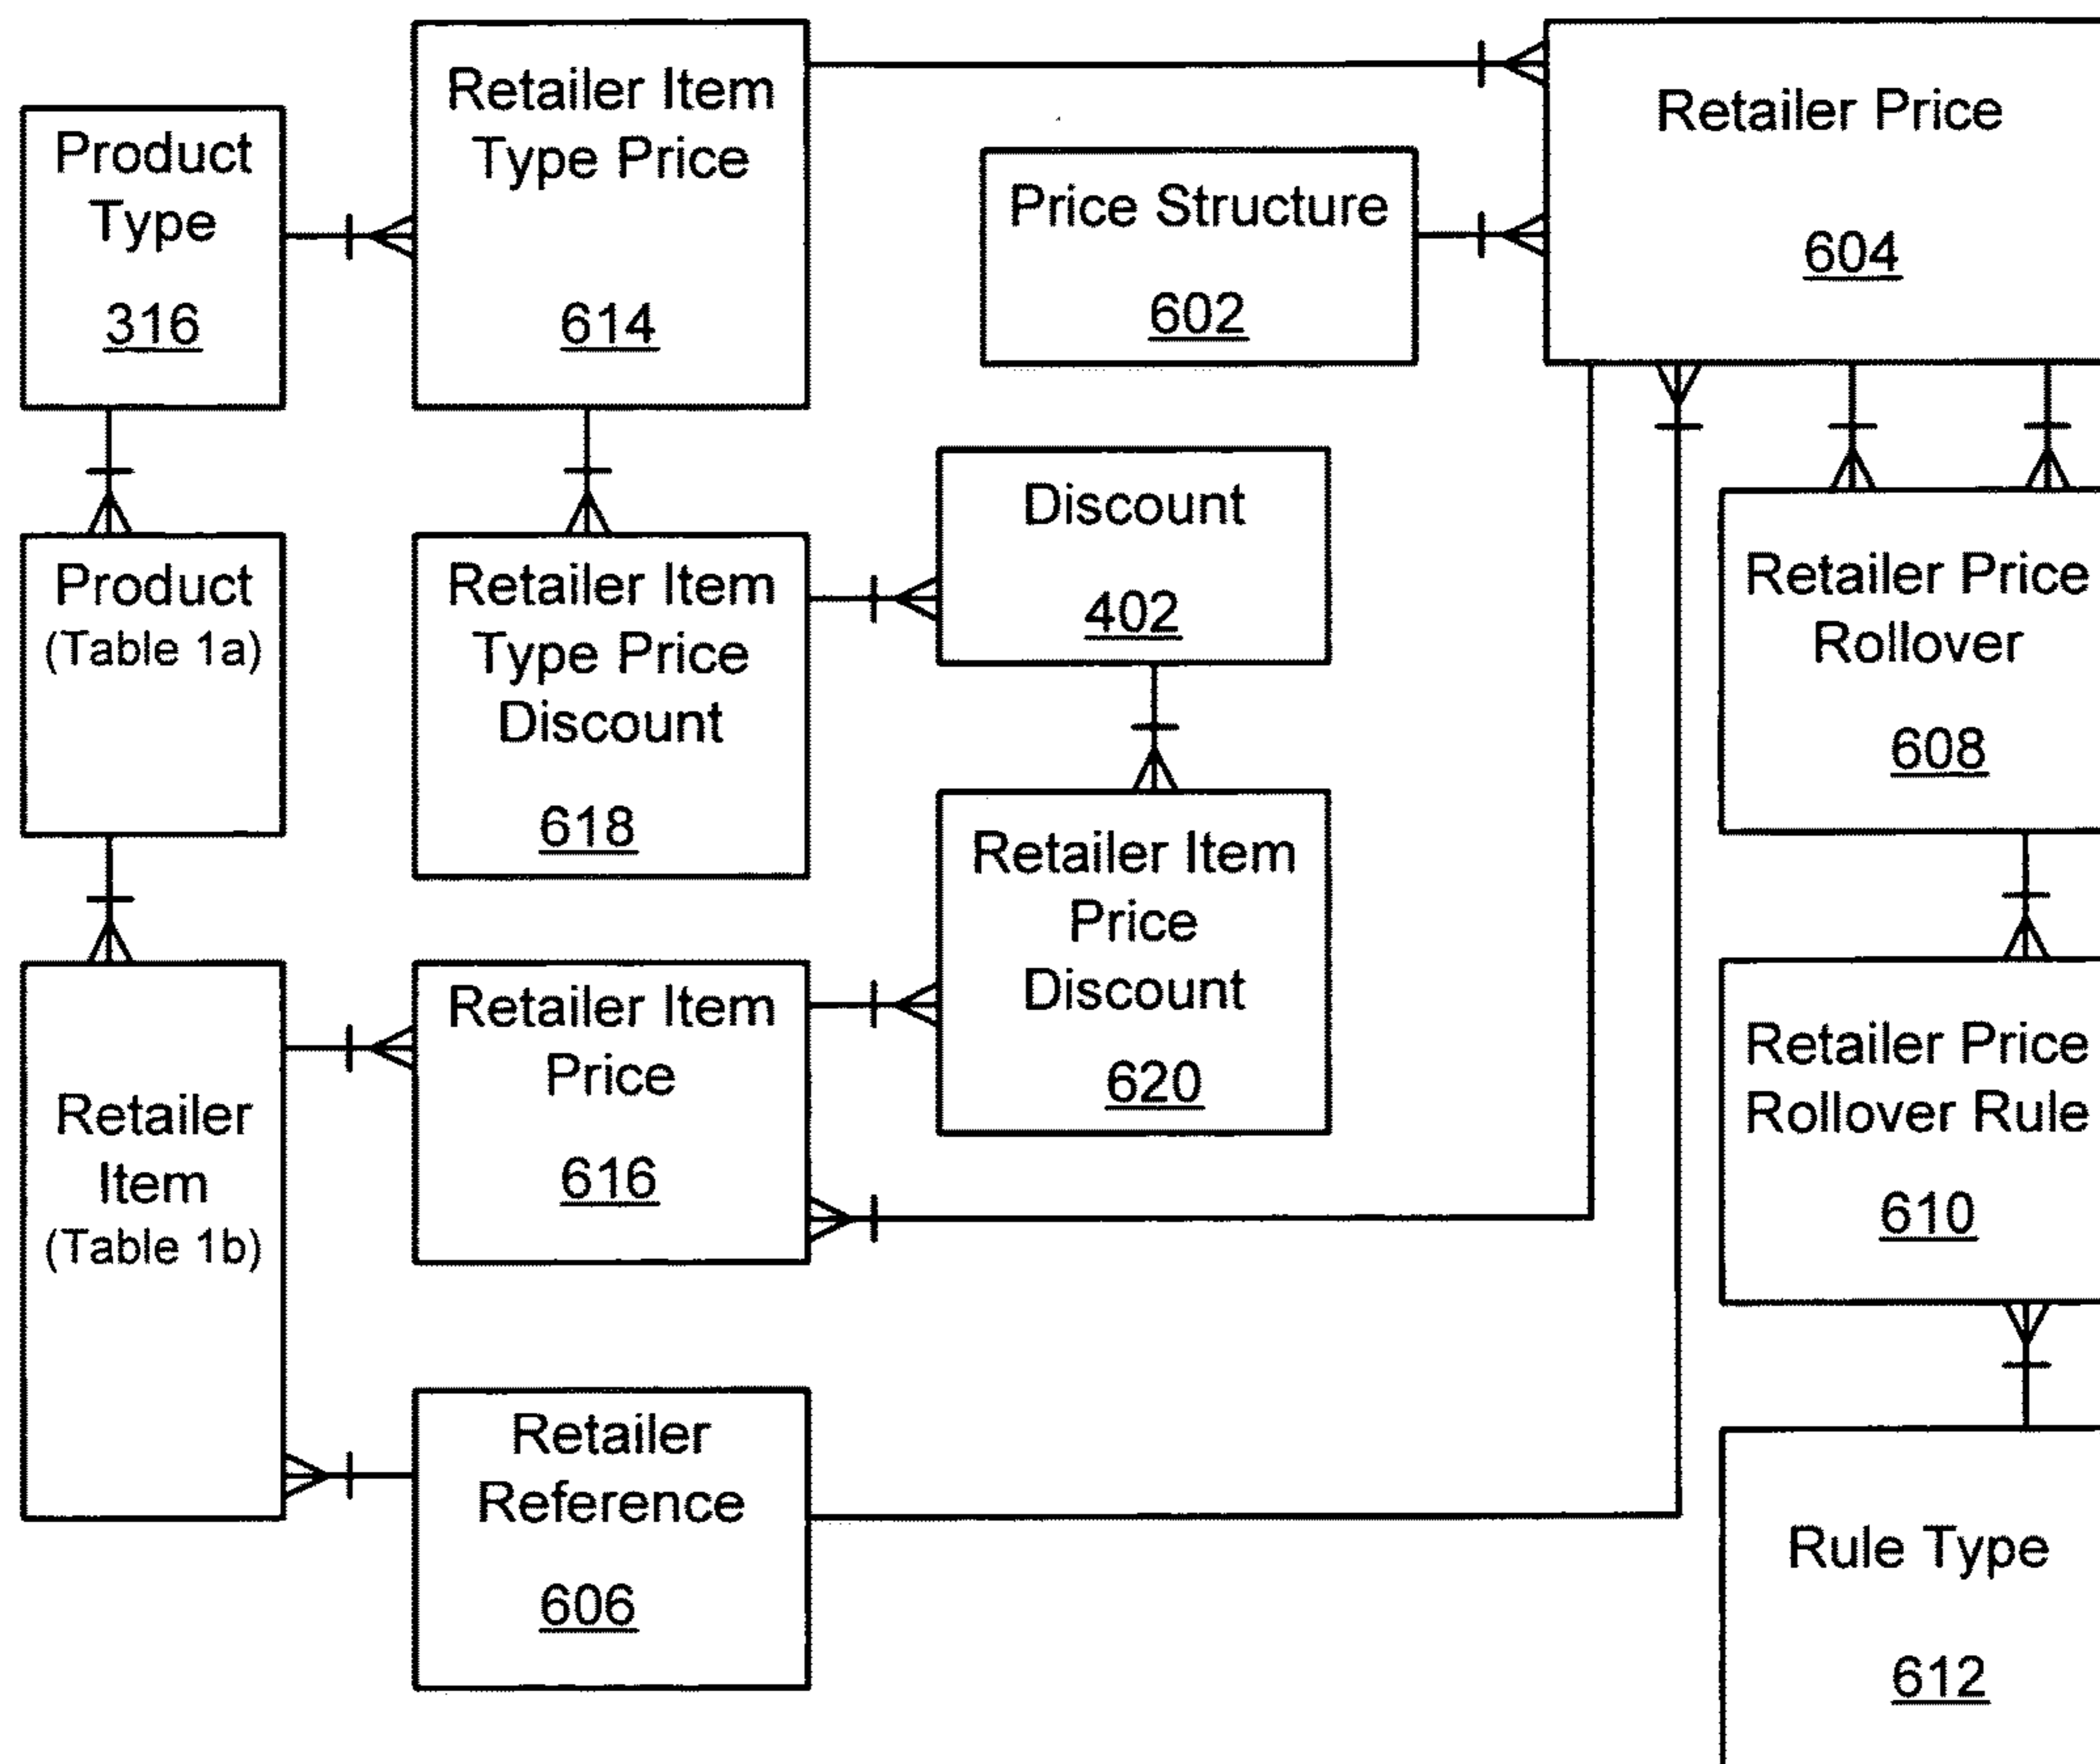 Product
Type
316
Retailer Item
Type Price
614
Price Structure
602
Retailer Price
604
Product
(Table 1a)
Retailer Item
Type Price
Discount
618
Discount
402
Retailer Price
Rollover
608
Retailer Item
Price
Discount
620
Retailer
Item
(Table 1b)
Retailer Item
Price
616
Retailer Price
Rollover Rule
610
Retailer
Reference
606
Rule Type
612